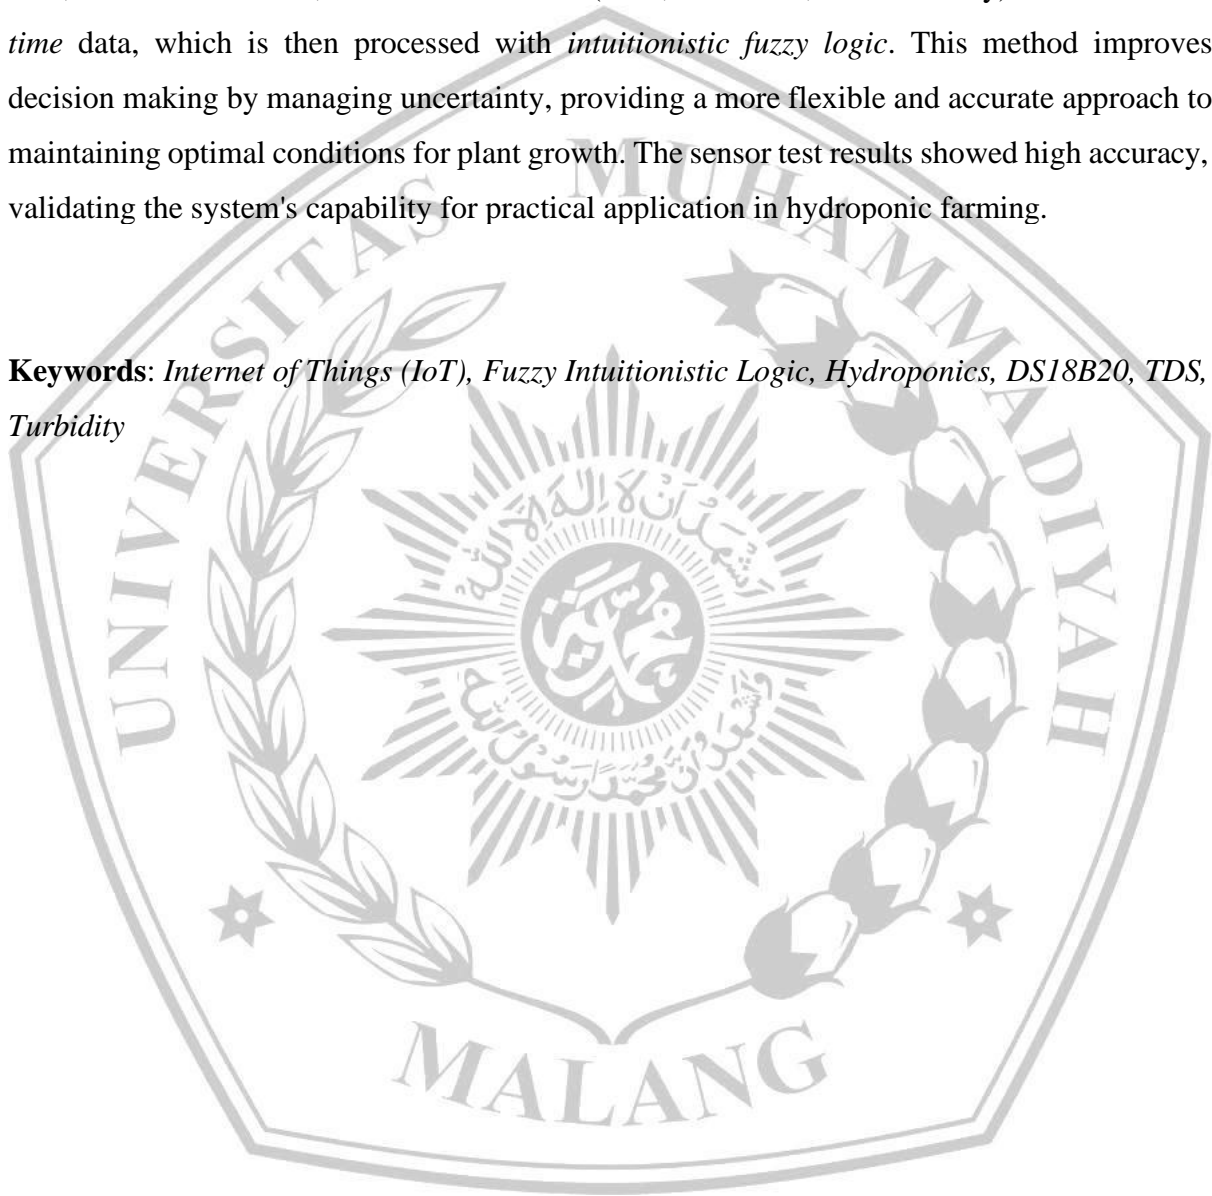 time data, which is then processed with intuitionistic fuzzy logic. This method improves
decision making by managing uncertainty, providing a more flexible and accurate approach to
maintaining optimal conditions for plant growth. The sensor test results showed high accuracy,
validating the system's capability for practical application in hydroponic farming.
Keywords: Internet of Things (IoT), Fuzzy Intuitionistic Logic, Hydroponics, DS18B20, TDS,
Turbidity
UNIVERSITAS MUHAMMADIYAH
MALANG